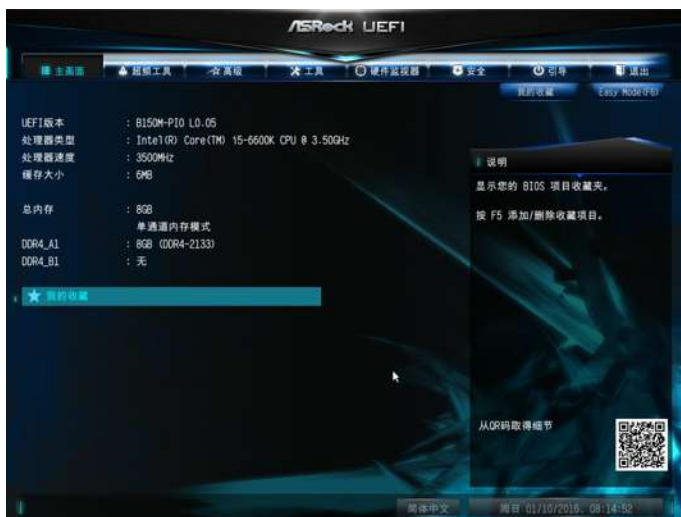 ASRock UEFI
主画面
超频工具
高级
工具
硬件监视器
安全
引导
退出
我的收藏
Easy Mode(F6)
UEFI版本 : B150M-PIO L0.05
处理器类型 : Intel(R) Core(TM) i5-6600K CPU @ 3.50GHz
处理器速度 : 3500MHz
缓存大小 : 6MB
总内存 : 8GB
单通道内存模式
DDR4_A1 : 8GB (DDR4-2133)
DDR4_B1 : 无
我的收藏
说明
显示您的 BIOS 项目收藏夹。
按 F5 添加/删除收藏项目。
从QR码取得细节
简体中文
周日 01/10/2016. 08:14:52